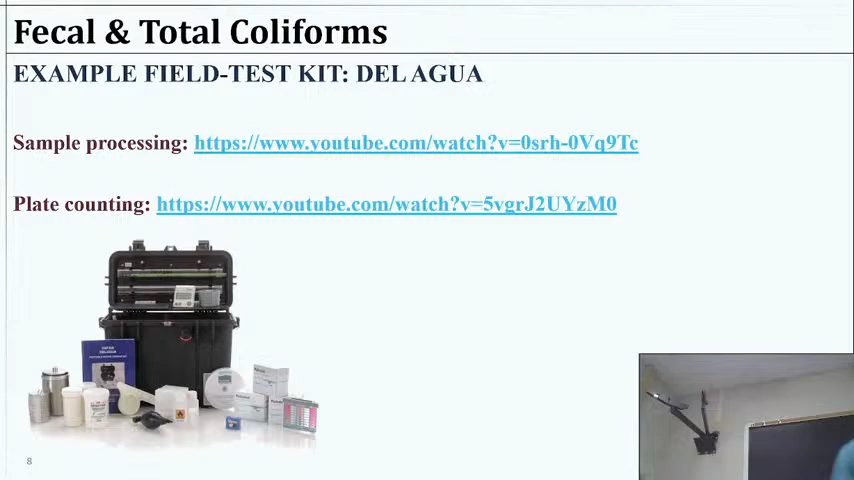 Fecal & Total Coliforms
EXAMPLE FIELD-TEST KIT: DEL AGUA
Sample processing: https://www.youtube.com/watch?v=0srh-0Vq9Tc
Plate counting: https://www.youtube.com/watch?v=5vgrJ2UYzM0
8